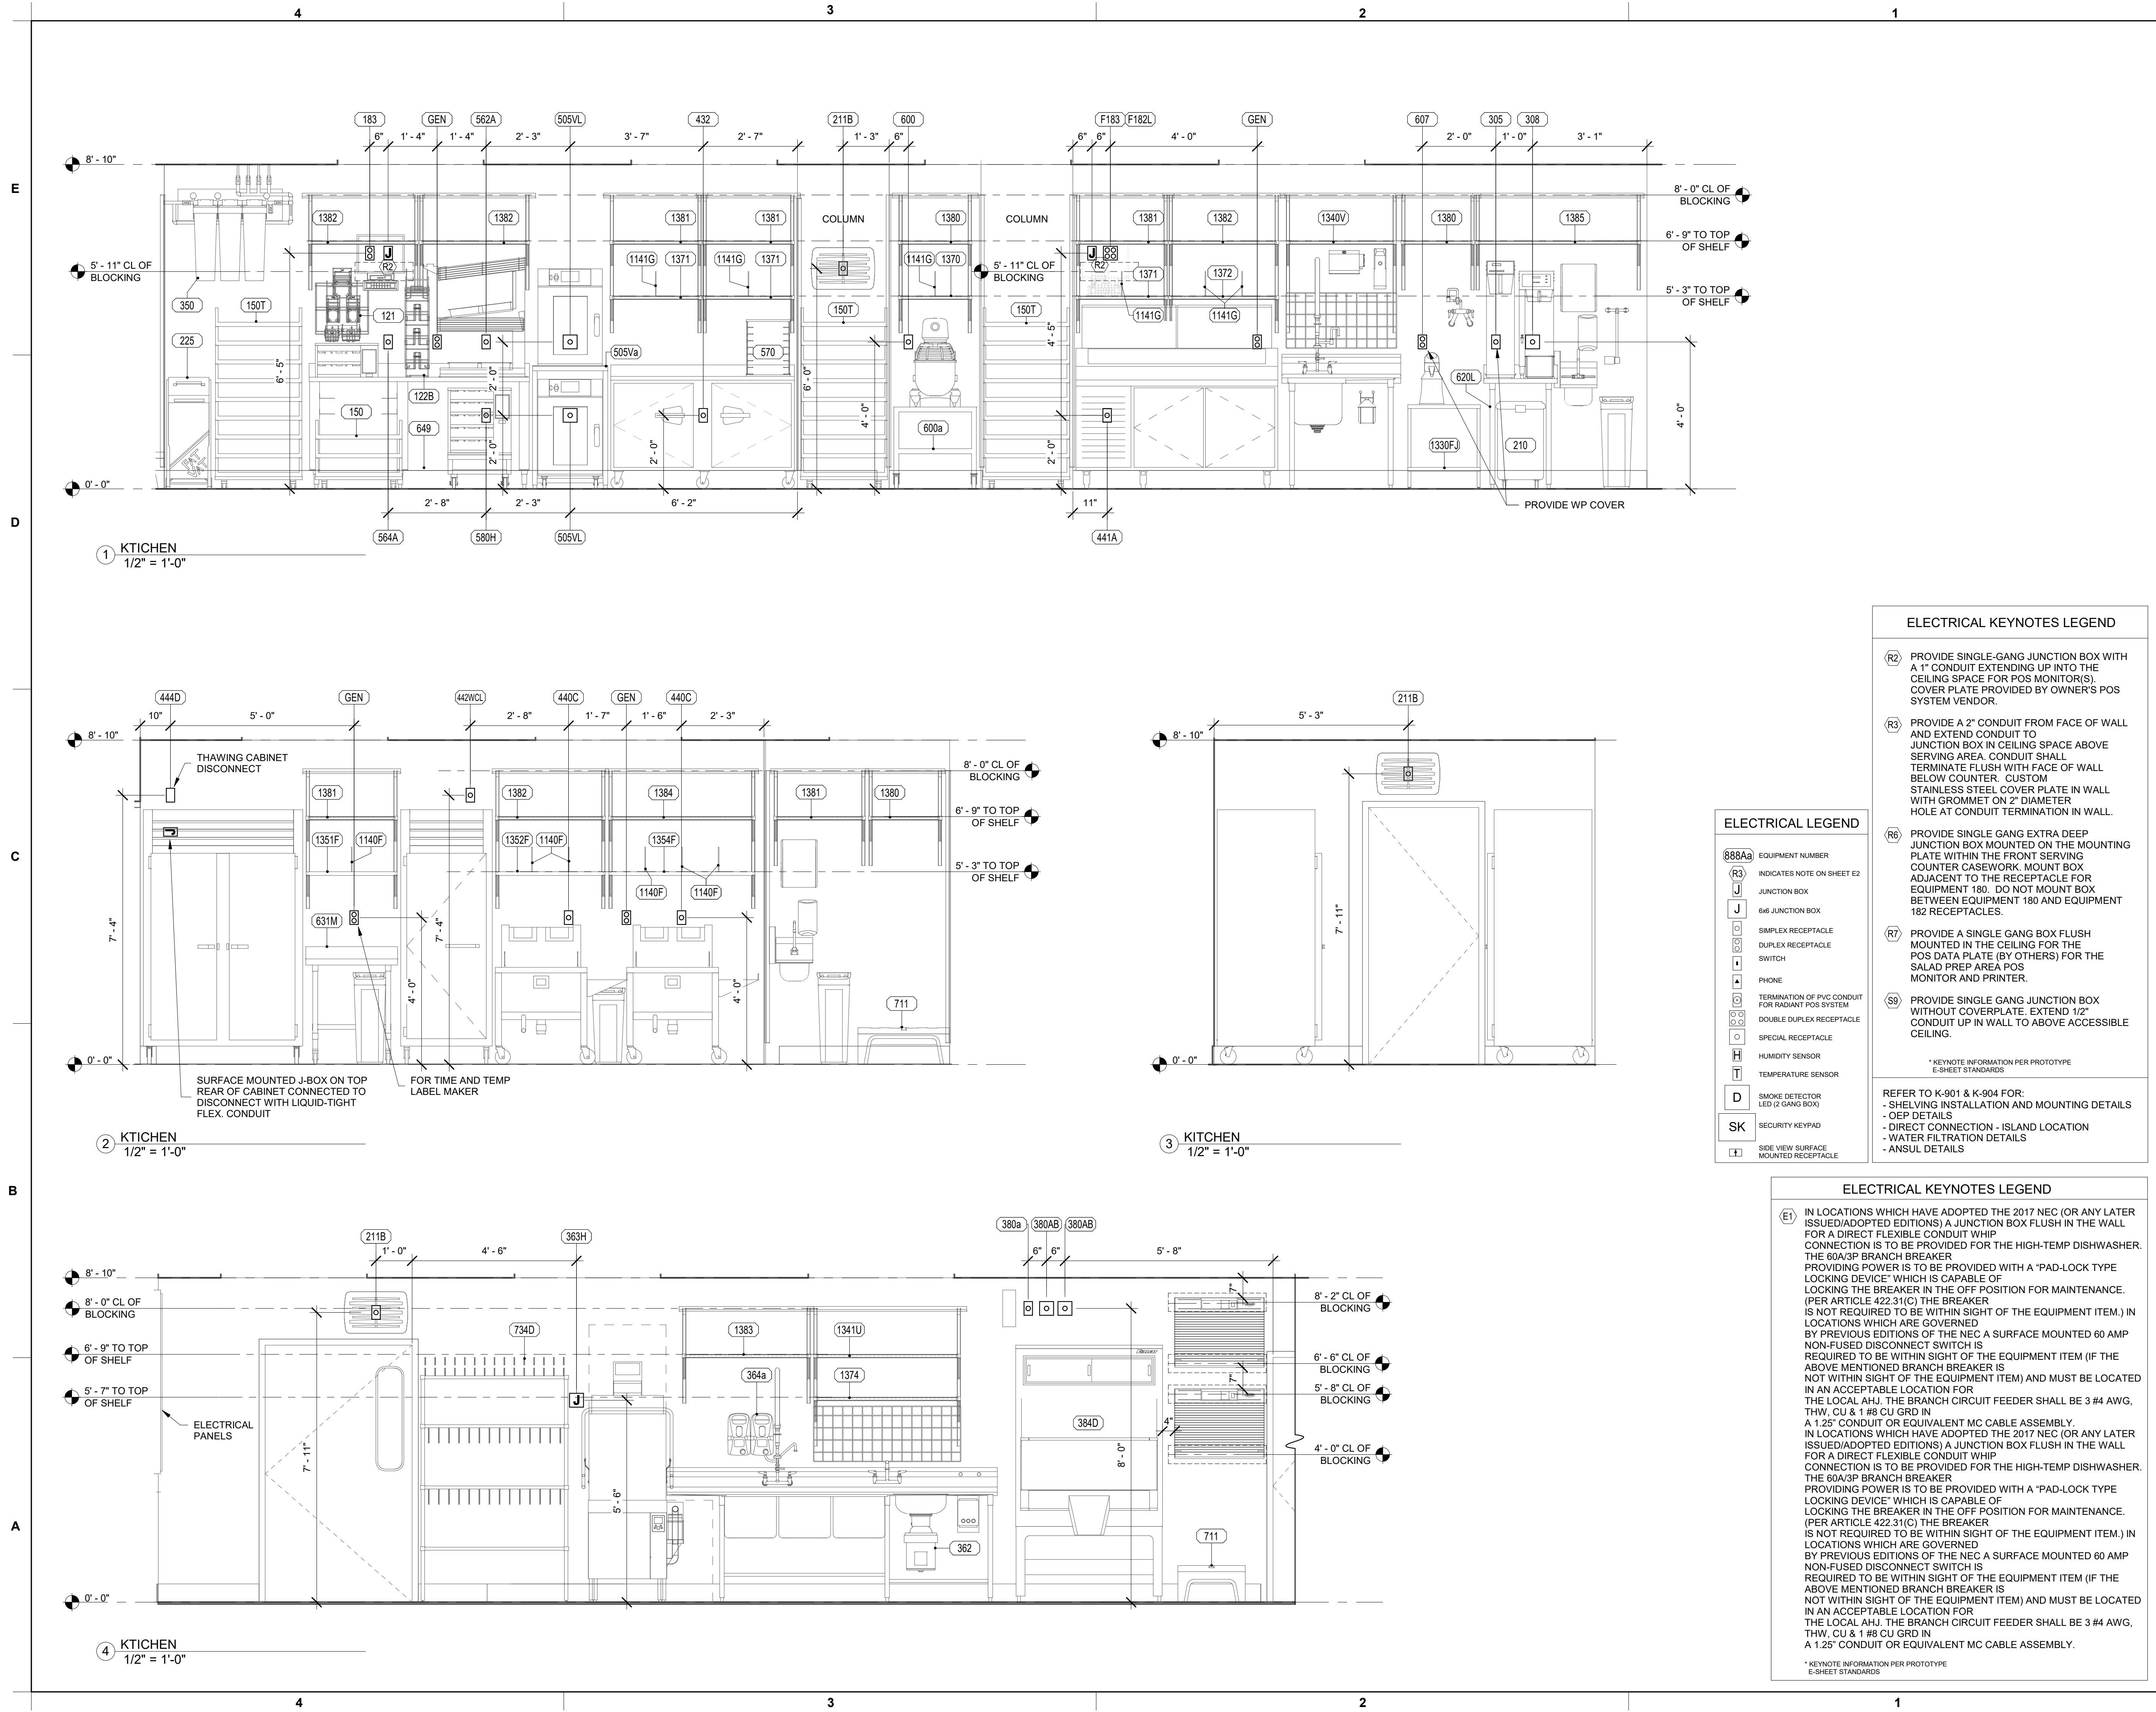 4 3 2 1
E
183 GEN 562A 505VL 432 211B 600 F183 F182L GEN 607 305 308
6" 1' - 4" 1' - 4" 2' - 3" 3' - 7" 2' - 7" 1' - 3" 6" 6" 6" 4' - 0" 2' - 0" 1' - 0" 3' - 1"
8' - 10"
8' - 0" CL OF
BLOCKING
1382 1382 1381 1381 COLUMN 1380 COLUMN 1381 1382 1340V 1380 1385
J J
6' - 9" TO TOP
OF SHELF
5' - 11" CL OF
BLOCKING
R2 1141G 1371 1141G 1371 1141G 1370
5' - 11" CL OF
BLOCKING
R2 1371 1372
5' - 3" TO TOP
OF SHELF
350 150T 121 150T 150T 1141G 1141G
225 505Va 570 4' - 5"
6' - 5" 2' - 0" 6' - 0" 620L
150 122B 4' - 0" 4' - 0"
649 600a
FAT VAT 2' - 0" 2' - 0" 2' - 0" 1330FJ 210
0' - 0"
2' - 8" 2' - 3" 6' - 2" 11" PROVIDE WP COVER
D
564A 580H 505VL 441A
1 KTICHEN
1/2" = 1'-0"
444D GEN 442WCL 440C GEN 440C
10" 5' - 0" 2' - 8" 1' - 7" 1' - 6" 2' - 3"
8' - 10"
THAWING CABINET
DISCONNECT
8' - 0" CL OF
BLOCKING
1381 1382 1384 1381 1380
6' - 9" TO TOP
OF SHELF
J
1351F 1140F 1352F 1140F 1354F
5' - 3" TO TOP
OF SHELF
1140F 1140F
C
631M
7' - 4" 7' - 4"
4' - 0" 4' - 0"
711
0' - 0"
SURFACE MOUNTED J-BOX ON TOP
REAR OF CABINET CONNECTED TO
DISCONNECT WITH LIQUID-TIGHT
FLEX. CONDUIT
FOR TIME AND TEMP
LABEL MAKER
2 KTICHEN
1/2" = 1'-0"
211B
5' - 3"
8' - 10"
7' - 11"
0' - 0"
3 KITCHEN
1/2" = 1'-0"
ELECTRICAL LEGEND
888Aa EQUIPMENT NUMBER
R3 INDICATES NOTE ON SHEET E2
J JUNCTION BOX
J 6x6 JUNCTION BOX
SIMPLEX RECEPTACLE
DUPLEX RECEPTACLE
SWITCH
PHONE
TERMINATION OF PVC CONDUIT
FOR RADIANT POS SYSTEM
DOUBLE DUPLEX RECEPTACLE
SPECIAL RECEPTACLE
H HUMIDITY SENSOR
T TEMPERATURE SENSOR
D SMOKE DETECTOR
LED (2 GANG BOX)
SK SECURITY KEYPAD
SIDE VIEW SURFACE
MOUNTED RECEPTACLE
ELECTRICAL KEYNOTES LEGEND
R2 PROVIDE SINGLE-GANG JUNCTION BOX WITH
A 1" CONDUIT EXTENDING UP INTO THE
CEILING SPACE FOR POS MONITOR(S).
COVER PLATE PROVIDED BY OWNER'S POS
SYSTEM VENDOR.
R3 PROVIDE A 2" CONDUIT FROM FACE OF WALL
AND EXTEND CONDUIT TO
JUNCTION BOX IN CEILING SPACE ABOVE
SERVING AREA. CONDUIT SHALL
TERMINATE FLUSH WITH FACE OF WALL
BELOW COUNTER. CUSTOM
STAINLESS STEEL COVER PLATE IN WALL
WITH GROMMET ON 2" DIAMETER
HOLE AT CONDUIT TERMINATION IN WALL.
R6 PROVIDE SINGLE GANG EXTRA DEEP
JUNCTION BOX MOUNTED ON THE MOUNTING
PLATE WITHIN THE FRONT SERVING
COUNTER CASEWORK. MOUNT BOX
ADJACENT TO THE RECEPTACLE FOR
EQUIPMENT 180. DO NOT MOUNT BOX
BETWEEN EQUIPMENT 180 AND EQUIPMENT
182 RECEPTACLES.
R7 PROVIDE A SINGLE GANG BOX FLUSH
MOUNTED IN THE CEILING FOR THE
POS DATA PLATE (BY OTHERS) FOR THE
SALAD PREP AREA POS
MONITOR AND PRINTER.
S9 PROVIDE SINGLE GANG JUNCTION BOX
WITHOUT COVERPLATE. EXTEND 1/2"
CONDUIT UP IN WALL TO ABOVE ACCESSIBLE
CEILING.
* KEYNOTE INFORMATION PER PROTOTYPE
E-SHEET STANDARDS
REFER TO K-901 & K-904 FOR:
- SHELVING INSTALLATION AND MOUNTING DETAILS
- OEP DETAILS
- DIRECT CONNECTION - ISLAND LOCATION
- WATER FILTRATION DETAILS
- ANSUL DETAILS
B
211B 363H 380a 380AB 380AB
1' - 0" 4' - 6" 6" 6" 5' - 8"
8' - 10"
8' - 0" CL OF
BLOCKING
7"
8' - 2" CL OF
BLOCKING
734D 1383 1341U
6' - 9" TO TOP
OF SHELF
6' - 6" CL OF
BLOCKING
364a 1374 7"
5' - 7" TO TOP
OF SHELF
J
5' - 8" CL OF
BLOCKING
ELECTRICAL
PANELS
384D 4"
4' - 0" CL OF
BLOCKING
7' - 11" 8' - 0"
5' - 6"
A
362 711
0' - 0"
4 KTICHEN
1/2" = 1'-0"
ELECTRICAL KEYNOTES LEGEND
E1 IN LOCATIONS WHICH HAVE ADOPTED THE 2017 NEC (OR ANY LATER
ISSUED/ADOPTED EDITIONS) A JUNCTION BOX FLUSH IN THE WALL
FOR A DIRECT FLEXIBLE CONDUIT WHIP
CONNECTION IS TO BE PROVIDED FOR THE HIGH-TEMP DISHWASHER.
THE 60A/3P BRANCH BREAKER
PROVIDING POWER IS TO BE PROVIDED WITH A “PAD-LOCK TYPE
LOCKING DEVICE” WHICH IS CAPABLE OF
LOCKING THE BREAKER IN THE OFF POSITION FOR MAINTENANCE.
(PER ARTICLE 422.31(C) THE BREAKER
IS NOT REQUIRED TO BE WITHIN SIGHT OF THE EQUIPMENT ITEM.) IN
LOCATIONS WHICH ARE GOVERNED
BY PREVIOUS EDITIONS OF THE NEC A SURFACE MOUNTED 60 AMP
NON-FUSED DISCONNECT SWITCH IS
REQUIRED TO BE WITHIN SIGHT OF THE EQUIPMENT ITEM (IF THE
ABOVE MENTIONED BRANCH BREAKER IS
NOT WITHIN SIGHT OF THE EQUIPMENT ITEM) AND MUST BE LOCATED
IN AN ACCEPTABLE LOCATION FOR
THE LOCAL AHJ. THE BRANCH CIRCUIT FEEDER SHALL BE 3 #4 AWG,
THW, CU & 1 #8 CU GRD IN
A 1.25” CONDUIT OR EQUIVALENT MC CABLE ASSEMBLY.
IN LOCATIONS WHICH HAVE ADOPTED THE 2017 NEC (OR ANY LATER
ISSUED/ADOPTED EDITIONS) A JUNCTION BOX FLUSH IN THE WALL
FOR A DIRECT FLEXIBLE CONDUIT WHIP
CONNECTION IS TO BE PROVIDED FOR THE HIGH-TEMP DISHWASHER.
THE 60A/3P BRANCH BREAKER
PROVIDING POWER IS TO BE PROVIDED WITH A “PAD-LOCK TYPE
LOCKING DEVICE” WHICH IS CAPABLE OF
LOCKING THE BREAKER IN THE OFF POSITION FOR MAINTENANCE.
(PER ARTICLE 422.31(C) THE BREAKER
IS NOT REQUIRED TO BE WITHIN SIGHT OF THE EQUIPMENT ITEM.) IN
LOCATIONS WHICH ARE GOVERNED
BY PREVIOUS EDITIONS OF THE NEC A SURFACE MOUNTED 60 AMP
NON-FUSED DISCONNECT SWITCH IS
REQUIRED TO BE WITHIN SIGHT OF THE EQUIPMENT ITEM (IF THE
ABOVE MENTIONED BRANCH BREAKER IS
NOT WITHIN SIGHT OF THE EQUIPMENT ITEM) AND MUST BE LOCATED
IN AN ACCEPTABLE LOCATION FOR
THE LOCAL AHJ. THE BRANCH CIRCUIT FEEDER SHALL BE 3 #4 AWG,
THW, CU & 1 #8 CU GRD IN
A 1.25” CONDUIT OR EQUIVALENT MC CABLE ASSEMBLY.
* KEYNOTE INFORMATION PER PROTOTYPE
E-SHEET STANDARDS
4 3 2 1